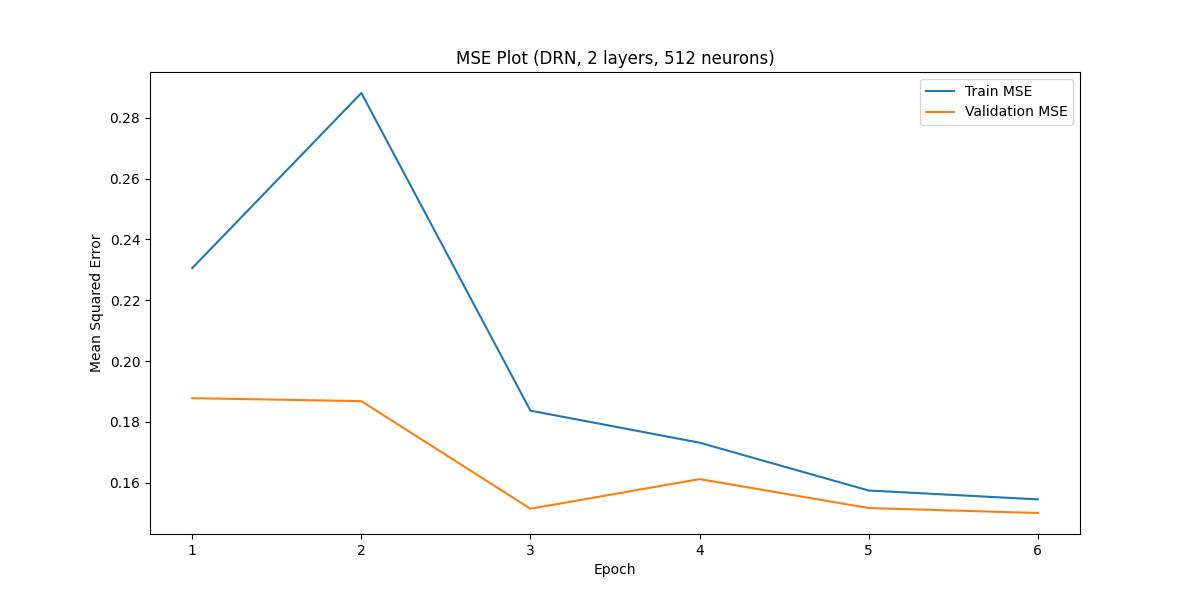 MSE Plot (DRN, 2 layers, 512 neurons)
Train MSE
Validation MSE
Mean Squared Error
0.28
0.26
0.24
0.22
0.20
0.18
0.16
1 2 3 4 5 6
Epoch